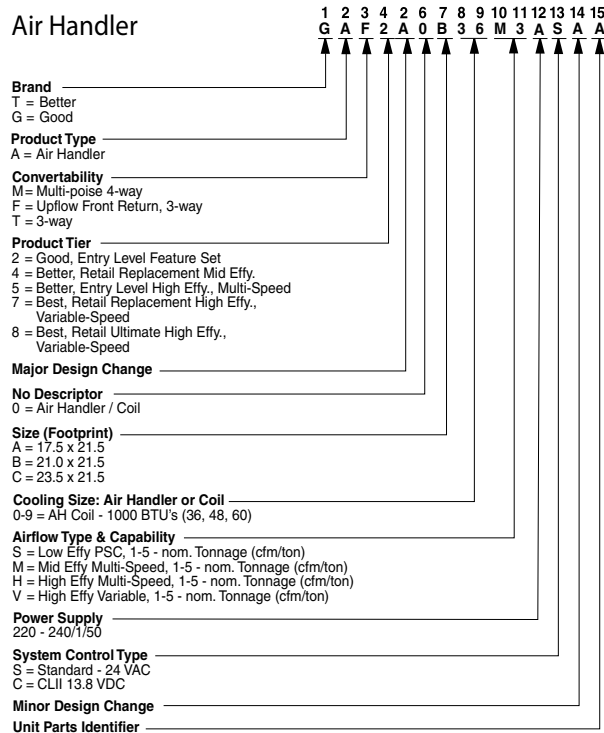 Air Handler
1 2 3 4 2 6 7 8 9 10 11 12 13 14 15
G A F 2 A 0 B 3 6 M 3 A S A A
Brand
T = Better
G = Good
Product Type
A = Air Handler
Convertability
M = Multi-poise 4-way
F = Upflow Front Return, 3-way
T = 3-way
Product Tier
2 = Good, Entry Level Feature Set
4 = Better, Retail Replacement Mid Effy.
5 = Better, Entry Level High Effy., Multi-Speed
7 = Best, Retail Replacement High Effy.,
Variable-Speed
8 = Best, Retail Ultimate High Effy.,
Variable-Speed
Major Design Change
No Descriptor
0 = Air Handler / Coil
Size (Footprint)
A = 17.5 x 21.5
B = 21.0 x 21.5
C = 23.5 x 21.5
Cooling Size: Air Handler or Coil
0-9 = AH Coil - 1000 BTU's (36, 48, 60)
Airflow Type & Capability
S = Low Effy PSC, 1-5 - nom. Tonnage (cfm/ton)
M = Mid Effy Multi-Speed, 1-5 - nom. Tonnage (cfm/ton)
H = High Effy Multi-Speed, 1-5 - nom. Tonnage (cfm/ton)
V = High Effy Variable, 1-5 - nom. Tonnage (cfm/ton)
Power Supply
220 - 240/1/50
System Control Type
S = Standard - 24 VAC
C = CLII 13.8 VDC
Minor Design Change
Unit Parts Identifier